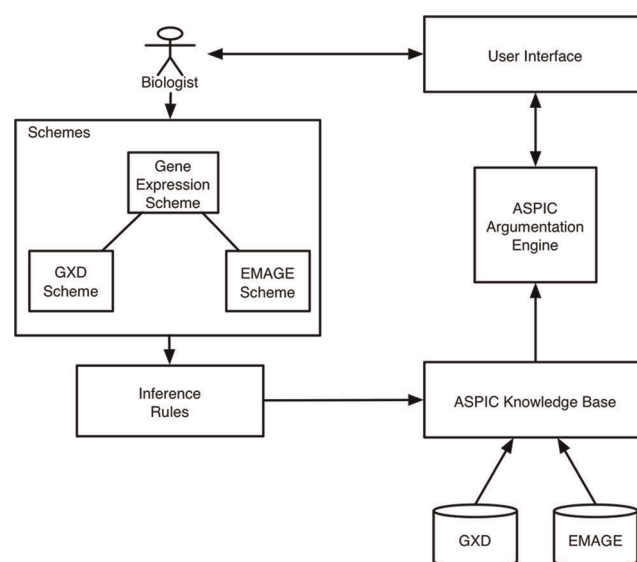 Biologist
User Interface
Schemes
Gene
Expression
Scheme
GXD
Scheme
EMAGE
Scheme
ASPIC
Argumentation
Engine
Inference
Rules
ASPIC Knowledge Base
GXD
EMAGE